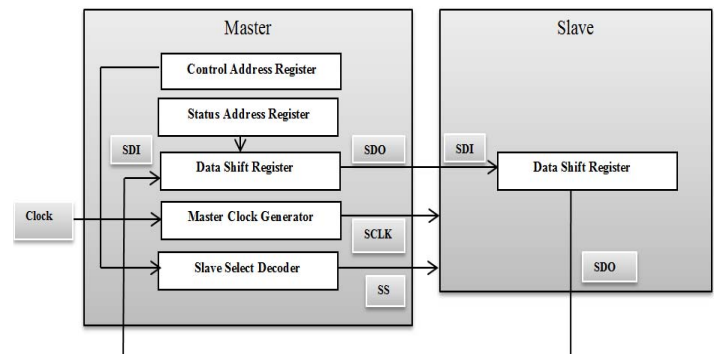 Master
Slave
Control Address Register
Status Address Register
SDI
SDO
SDI
Data Shift Register
Data Shift Register
Clock
Master Clock Generator
SCLK
Slave Select Decoder
SDO
SS